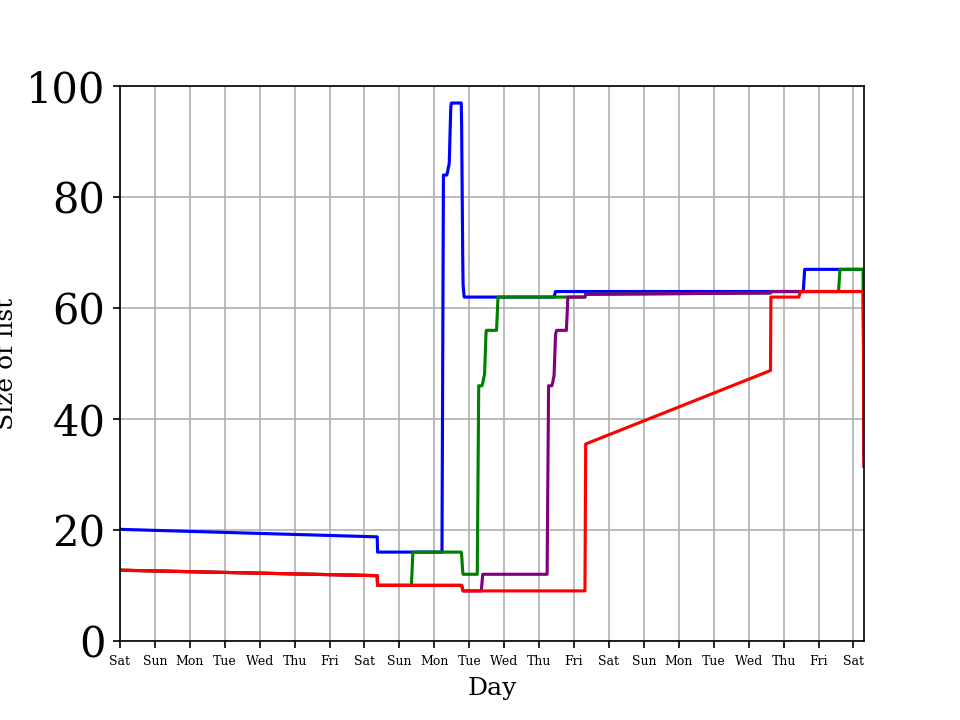 100
80
60
40
20
0
Size of list
Sat Sun Mon Tue Wed Thu Fri Sat Sun Mon Tue Wed Thu Fri Sat Sun Mon Tue Wed Thu Fri Sat
Day